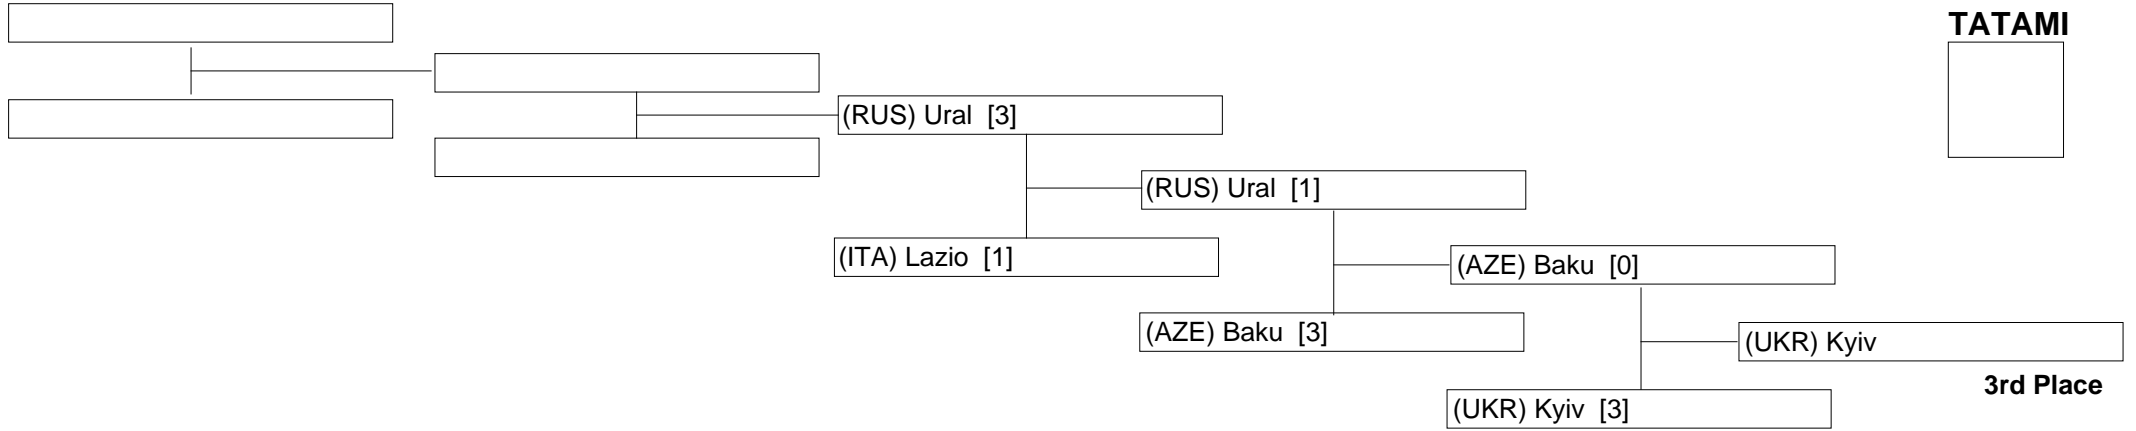 TATAMI
(RUS) Ural [3]
(RUS) Ural [1]
(ITA) Lazio [1]
(AZE) Baku [0]
(AZE) Baku [3]
(UKR) Kyiv
3rd Place
(UKR) Kyiv [3]